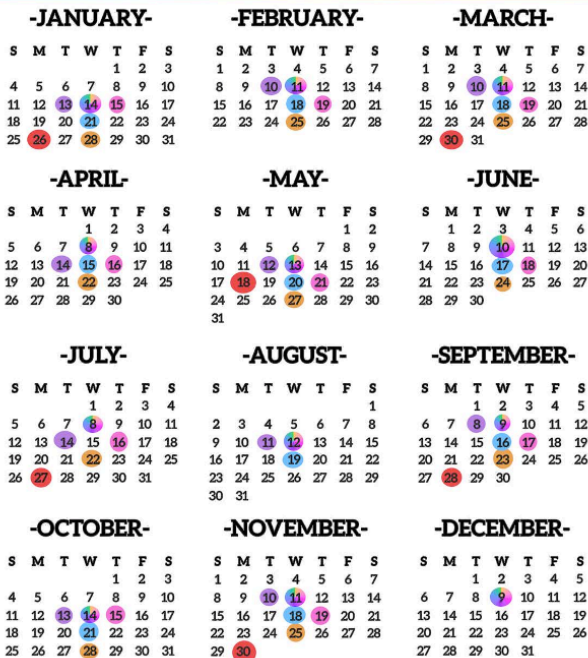 -JANUARY-
S M T W T F S
1 2 3
4 5 6 7 8 9 10
11 12 13 14 15 16 17
18 19 20 21 22 23 24
25 26 27 28 29 30 31
-FEBRUARY-
S M T W T F S
1 2 3 4 5 6 7
8 9 10 11 12 13 14
15 16 17 18 19 20 21
22 23 24 25 26 27 28
-MARCH-
S M T W T F S
1 2 3 4 5 6 7
8 9 10 11 12 13 14
15 16 17 18 19 20 21
22 23 24 25 26 27 28
29 30 31
-APRIL-
S M T W T F S
1 2 3 4
5 6 7 8 9 10 11
12 13 14 15 16 17 18
19 20 21 22 23 24 25
26 27 28 29 30
-MAY-
S M T W T F S
1 2
3 4 5 6 7 8 9
10 11 12 13 14 15 16
17 18 19 20 21 22 23
24 25 26 27 28 29 30
31
-JUNE-
S M T W T F S
1 2 3 4 5 6
7 8 9 10 11 12 13
14 15 16 17 18 19 20
21 22 23 24 25 26 27
28 29 30
-JULY-
S M T W T F S
1 2 3 4
5 6 7 8 9 10 11
12 13 14 15 16 17 18
19 20 21 22 23 24 25
26 27 28 29 30 31
-AUGUST-
S M T W T F S
1
2 3 4 5 6 7 8
9 10 11 12 13 14 15
16 17 18 19 20 21 22
23 24 25 26 27 28 29
30 31
-SEPTEMBER-
S M T W T F S
1 2 3 4 5
6 7 8 9 10 11 12
13 14 15 16 17 18 19
20 21 22 23 24 25 26
27 28 29 30
-OCTOBER-
S M T W T F S
1 2 3
4 5 6 7 8 9 10
11 12 13 14 15 16 17
18 19 20 21 22 23 24
25 26 27 28 29 30 31
-NOVEMBER-
S M T W T F S
1 2 3 4 5 6 7
8 9 10 11 12 13 14
15 16 17 18 19 20 21
22 23 24 25 26 27 28
29 30
-DECEMBER-
S M T W T F S
1 2 3 4 5
6 7 8 9 10 11 12
13 14 15 16 17 18 19
20 21 22 23 24 25 26
27 28 29 30 31